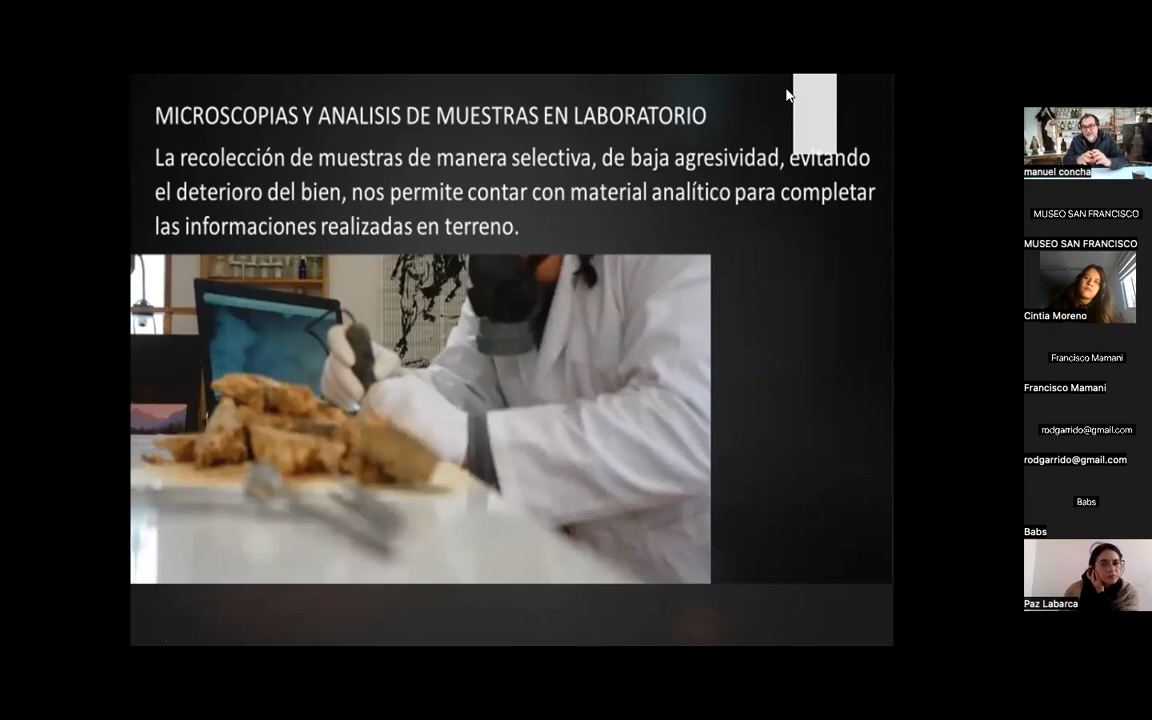 MICROSCOPIAS Y ANALISIS DE MUESTRAS EN LABORATORIO
La recolección de muestras de manera selectiva, de baja agresividad, evitando
el deterioro del bien, nos permite contar con material analítico para completar
las informaciones realizadas en terreno.
manuel concha
MUSEO SAN FRANCISCO
MUSEO SAN FRANCISCO
Cintia Moreno
Francisco Mamani
Francisco Mamani
rodgarrido@gmail.com
rodgarrido@gmail.com
Babs
Babs
Paz Labarca